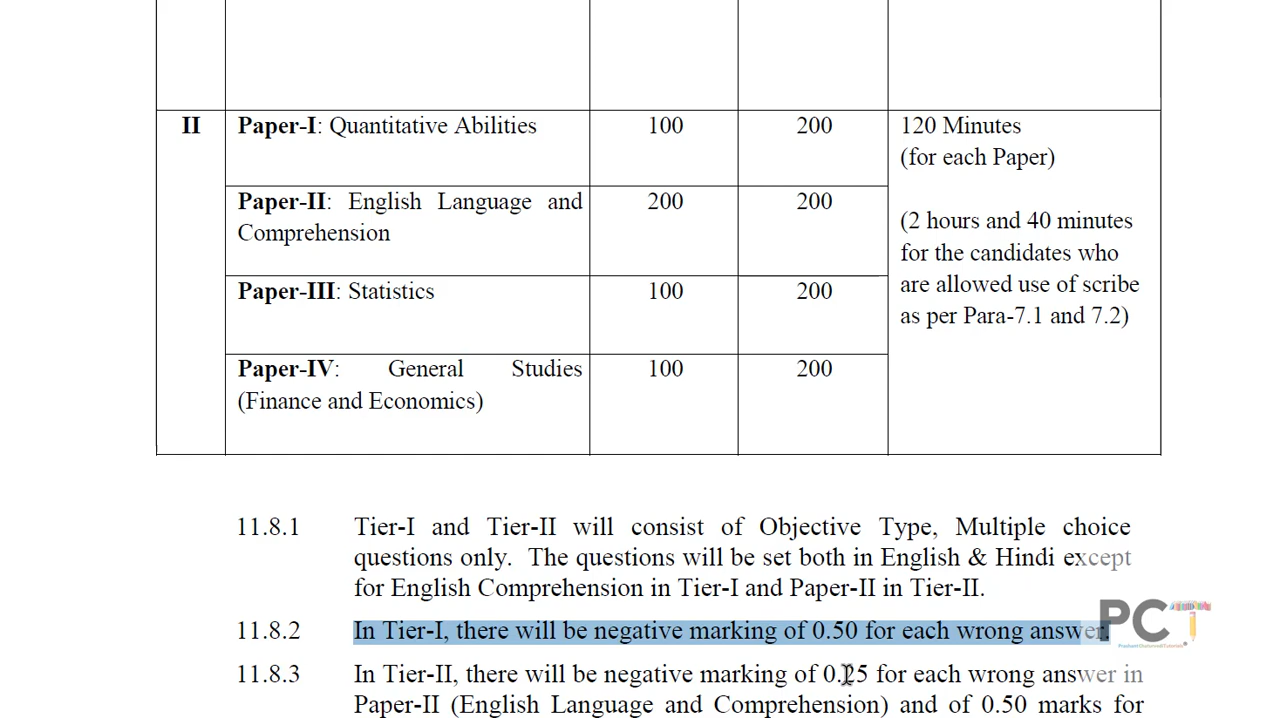 II Paper-I: Quantitative Abilities 100 200 120 Minutes
(for each Paper)
Paper-II: English Language and 200 200
Comprehension
(2 hours and 40 minutes
for the candidates who
are allowed use of scribe
as per Para-7.1 and 7.2)
Paper-III: Statistics 100 200
Paper-IV: General Studies 100 200
(Finance and Economics)
11.8.1 Tier-I and Tier-II will consist of Objective Type, Multiple choice
questions only. The questions will be set both in English & Hindi except
for English Comprehension in Tier-I and Paper-II in Tier-II.
11.8.2 In Tier-I, there will be negative marking of 0.50 for each wrong answer.
11.8.3 In Tier-II, there will be negative marking of 0.25 for each wrong answer in
Paper-II (English Language and Comprehension) and of 0.50 marks for
PCT